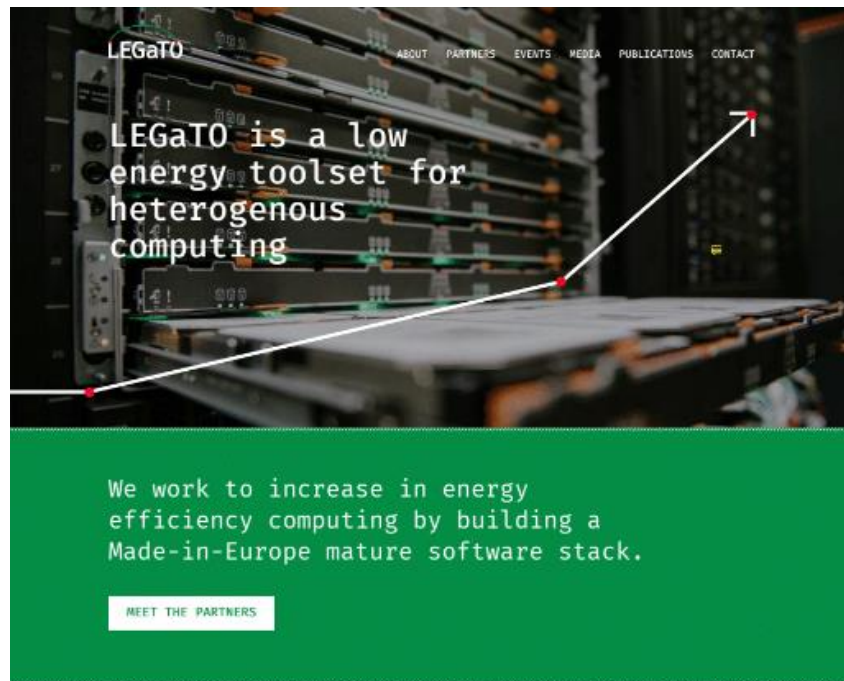 LEGaTO
ABOUT PARTNERS EVENTS MEDIA PUBLICATIONS CONTACT
LEGaTO is a low
energy toolset for
heterogenous
computing
We work to increase in energy
efficiency computing by building a
Made-in-Europe mature software stack.
MEET THE PARTNERS